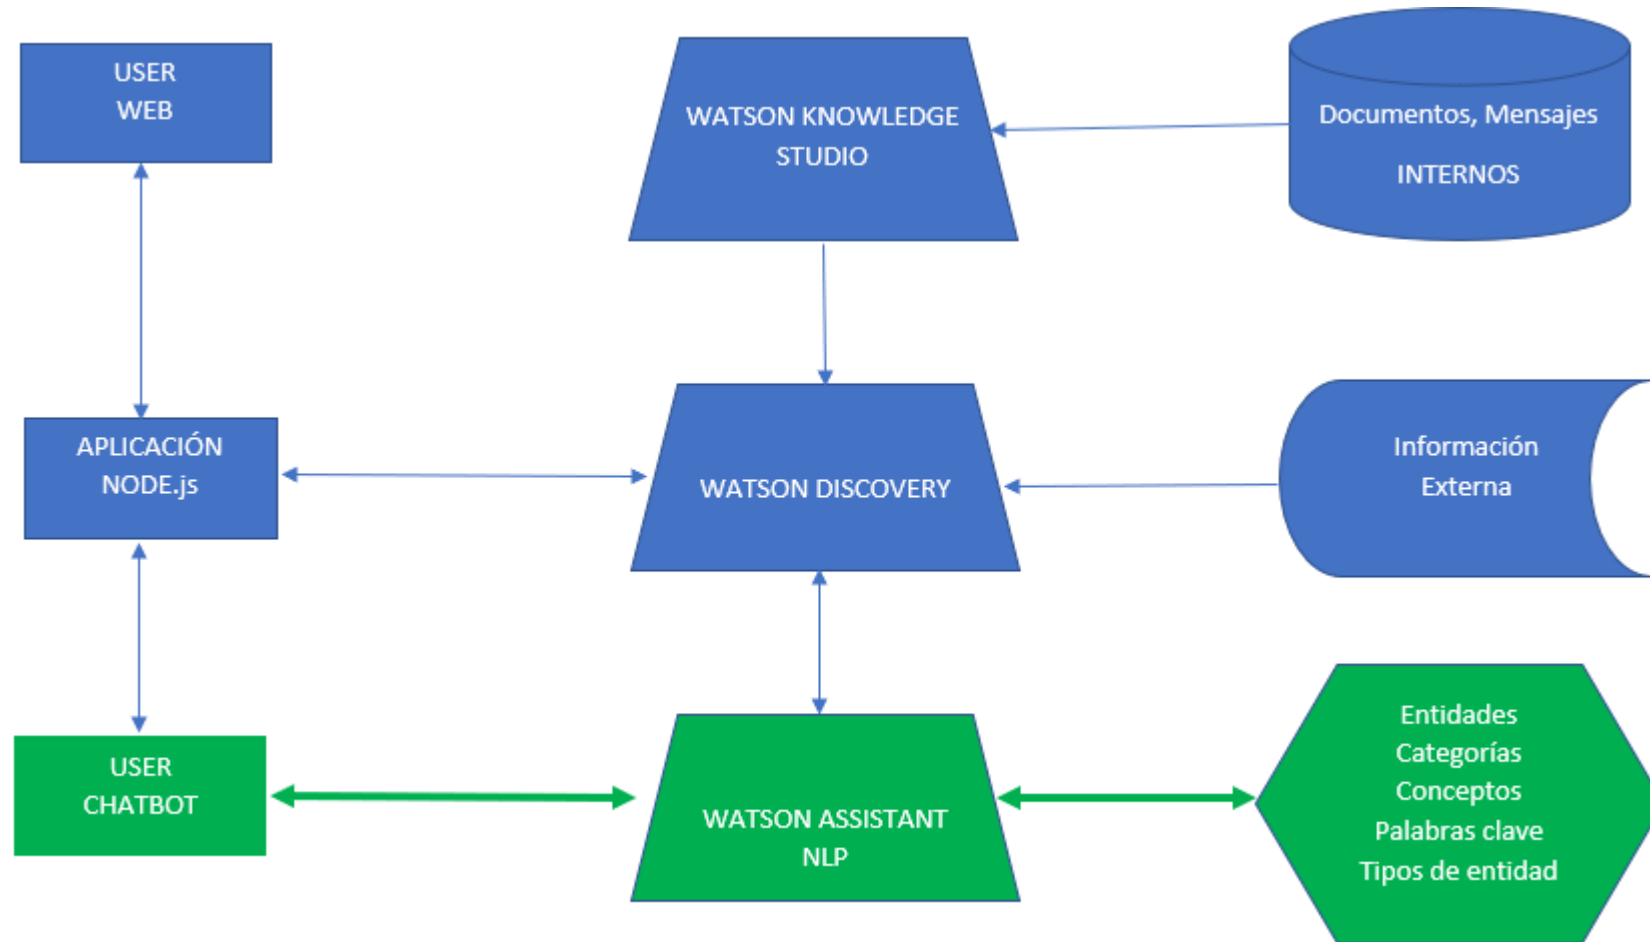 USER
WEB
WATSON KNOWLEDGE
STUDIO
Documentos, Mensajes
INTERNOS
APLICACIÓN
NODE.js
WATSON DISCOVERY
Información
Externa
USER
CHATBOT
WATSON ASSISTANT
NLP
Entidades
Categorías
Conceptos
Palabras clave
Tipos de entidad